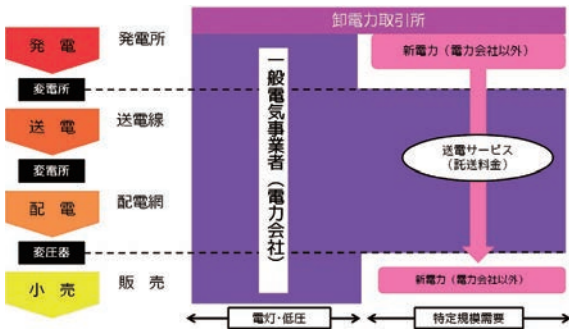 卸電力取引所
発電
発電所
新電力(電力会社以外)
変電所
一般電気事業者(電力会社)
送電
送電線
送電サービス
(託送料金)
変電所
配電
配電網
変圧器
小売
販売
新電力(電力会社以外)
電灯・低圧
特定規模需要